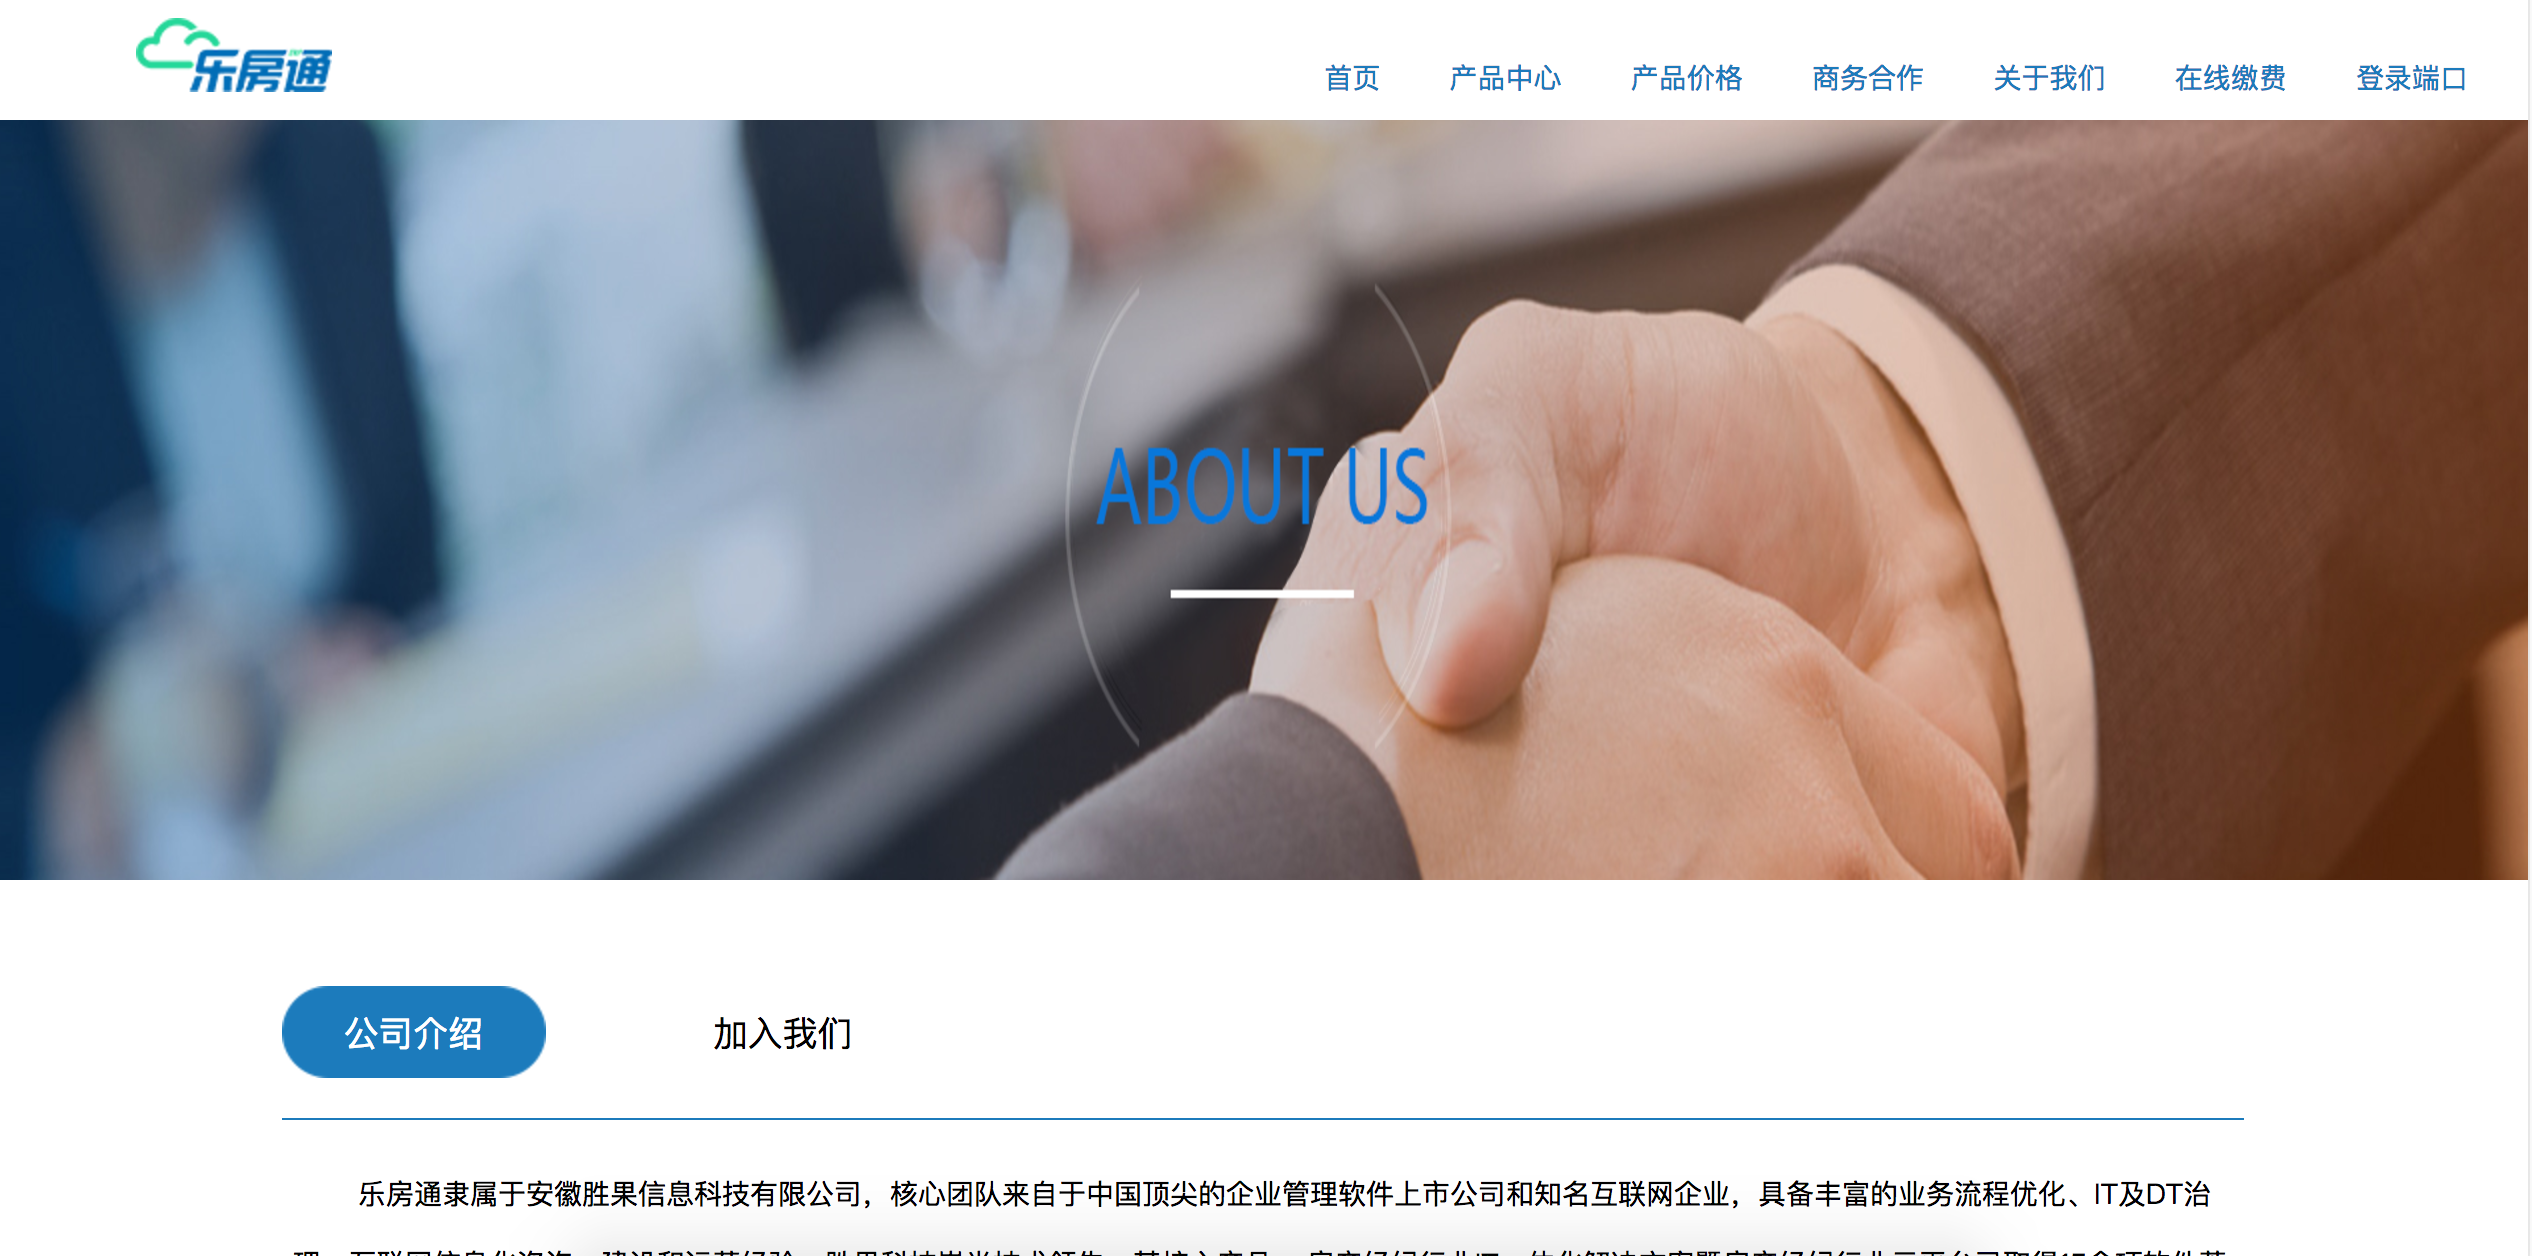 乐房通
首页 产品中心 产品价格 商务合作 关于我们 在线缴费 登录端口
ABOUT US
公司介绍 加入我们
乐房通隶属于安徽胜果信息科技有限公司，核心团队来自于中国顶尖的企业管理软件上市公司和知名互联网企业，具备丰富的业务流程优化、IT及DT治